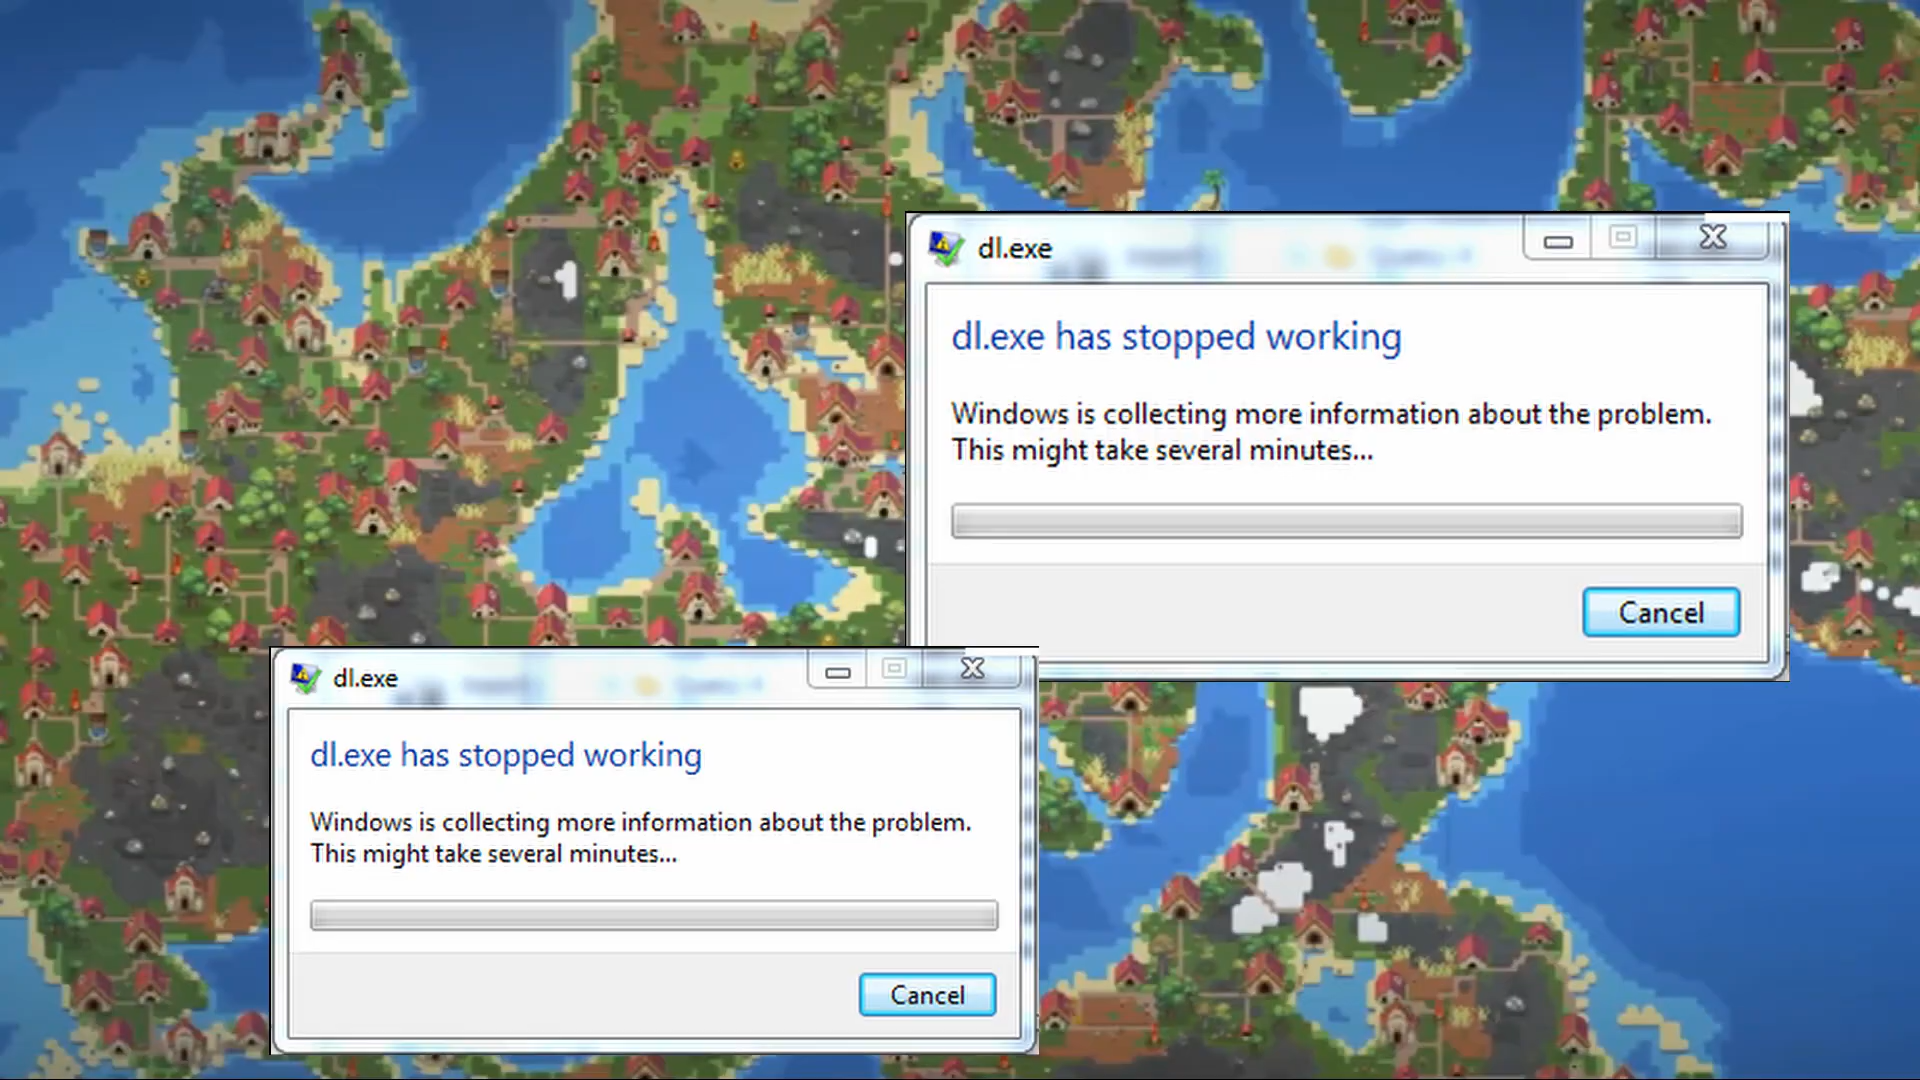 dl.exe
dl.exe has stopped working
Windows is collecting more information about the problem.
This might take several minutes...
Cancel
dl.exe
dl.exe has stopped working
Windows is collecting more information about the problem.
This might take several minutes...
Cancel